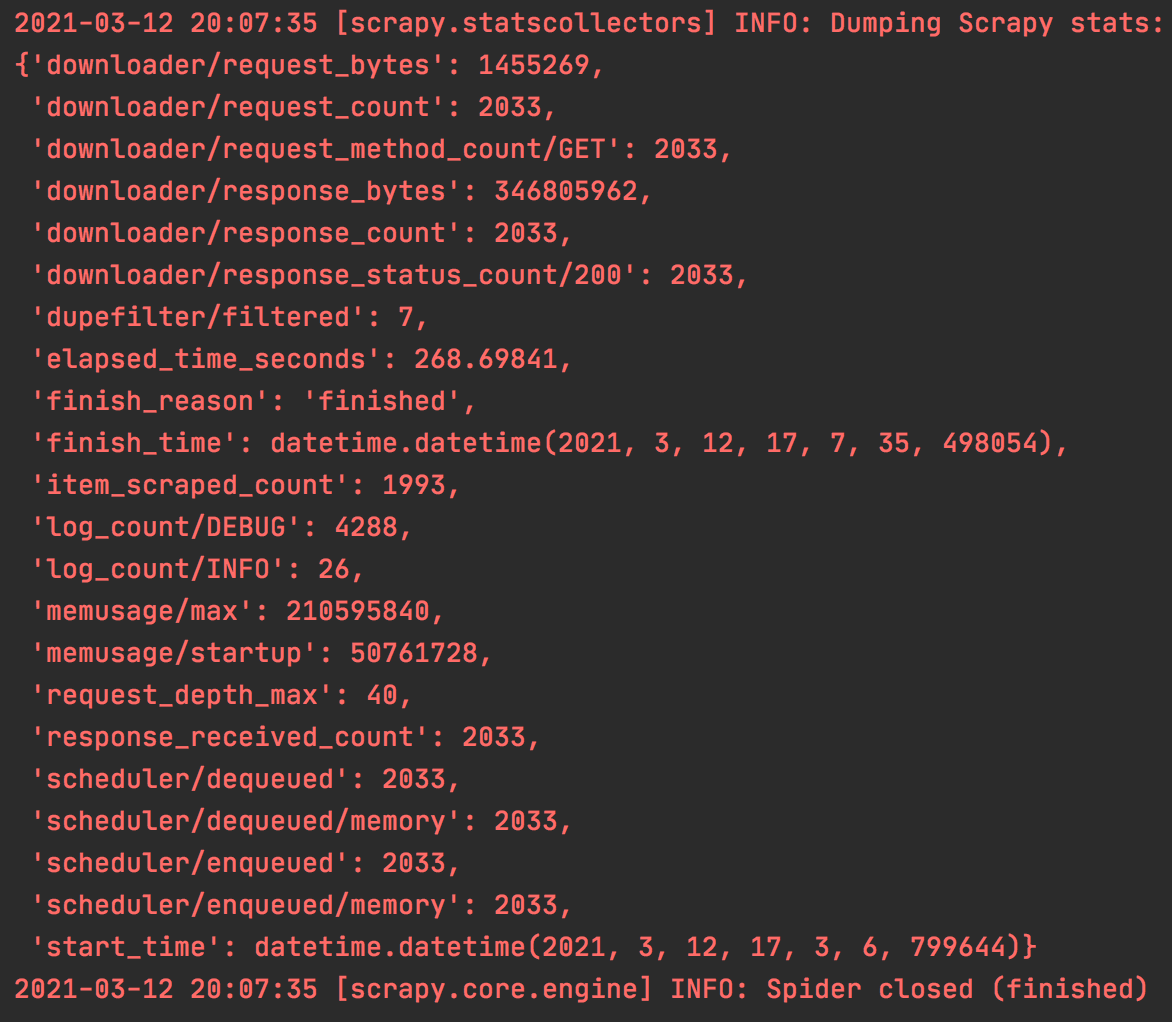 2021-03-12 20:07:35 [scrapy.statscollectors] INFO: Dumping Scrapy stats:
{'downloader/request_bytes': 1455269,
 'downloader/request_count': 2033,
 'downloader/request_method_count/GET': 2033,
 'downloader/response_bytes': 346805962,
 'downloader/response_count': 2033,
 'downloader/response_status_count/200': 2033,
 'dupefilter/filtered': 7,
 'elapsed_time_seconds': 268.69841,
 'finish_reason': 'finished',
 'finish_time': datetime.datetime(2021, 3, 12, 17, 7, 35, 498054),
 'item_scraped_count': 1993,
 'log_count/DEBUG': 4288,
 'log_count/INFO': 26,
 'memusage/max': 210595840,
 'memusage/startup': 50761728,
 'request_depth_max': 40,
 'response_received_count': 2033,
 'scheduler/dequeued': 2033,
 'scheduler/dequeued/memory': 2033,
 'scheduler/enqueued': 2033,
 'scheduler/enqueued/memory': 2033,
 'start_time': datetime.datetime(2021, 3, 12, 17, 3, 6, 799644)}
2021-03-12 20:07:35 [scrapy.core.engine] INFO: Spider closed (finished)